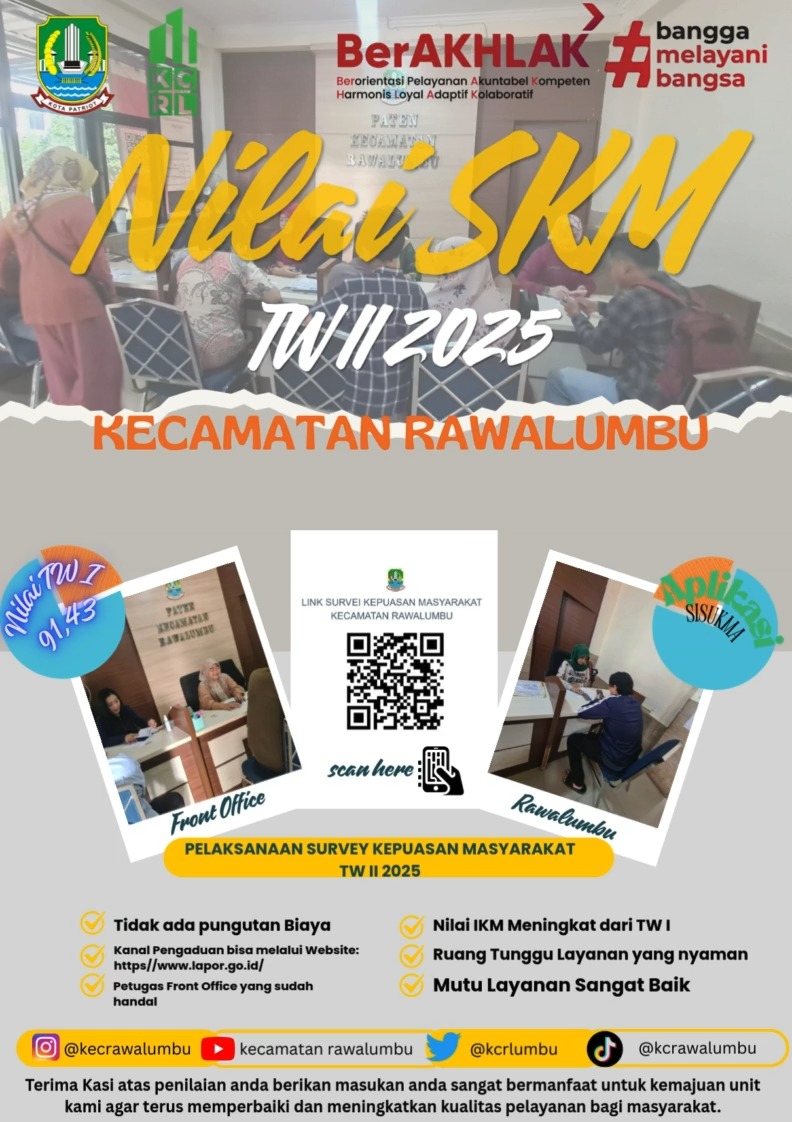 KOTA PATRIOT
KCRL
BerAKHLAK
Berorientasi Pelayanan Akuntabel Kompeten
Harmonis Loyal Adaptif Kolaboratif
#bangga
melayani
bangsa
PATEN
KECAMATAN
RAWALUMBU
Nilai SKM
TW II 2025
KECAMATAN RAWALUMBU
Nilai TW I
91,43
PATEN
KECAMATAN
RAWALUMBU
Front Office
LINK SURVEI KEPUASAN MASYARAKAT
KECAMATAN RAWALUMBU
scan here
Aplikasi
SISUKMA
Rawalumbu
PELAKSANAAN SURVEY KEPUASAN MASYARAKAT
TW II 2025
Tidak ada pungutan Biaya
Kanal Pengaduan bisa melalui Website:
https//www.lapor.go.id/
Petugas Front Office yang sudah
handal
Nilai IKM Meningkat dari TW I
Ruang Tunggu Layanan yang nyaman
Mutu Layanan Sangat Baik
@kecrawalumbu
kecamatan rawalumbu
@kcrlumbu
@kcrawalumbu
Terima Kasi atas penilaian anda berikan masukan anda sangat bermanfaat untuk kemajuan unit
kami agar terus memperbaiki dan meningkatkan kualitas pelayanan bagi masyarakat.